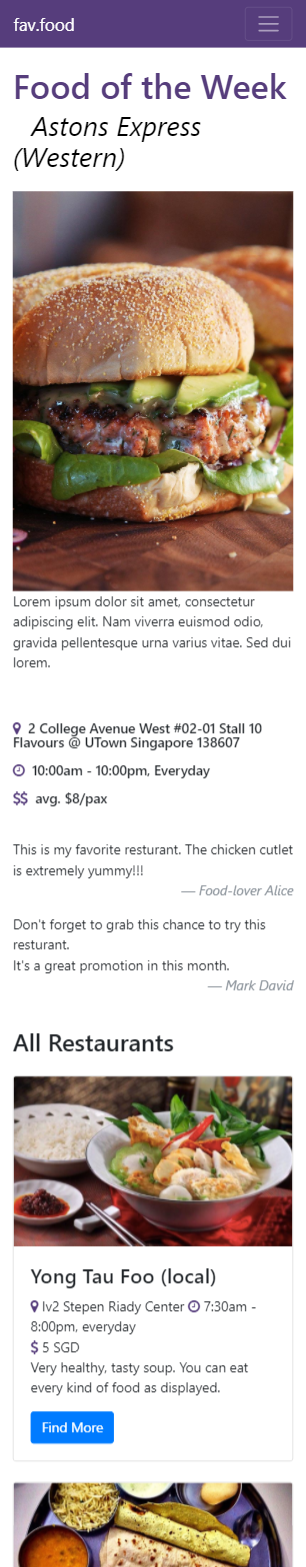 fav.food
Food of the Week
Astons Express
(Western)
Lorem ipsum dolor sit amet, consectetur
adipiscing elit. Nam viverra euismod odio,
gravida pellentesque urna varius vitae. Sed dui
lorem.
2 College Avenue West #02-01 Stall 10
Flavours @ UTown Singapore 138607
10:00am - 10:00pm, Everyday
$$ avg. $8/pax
This is my favorite resturant. The chicken cutlet
is extremely yummy!!!
— Food-lover Alice
Don't forget to grab this chance to try this
resturant.
It's a great promotion in this month.
— Mark David
All Restaurants
Yong Tau Foo (local)
lv2 Stepen Riady Center 7:30am -
8:00pm, everyday
$ 5 SGD
Very healthy, tasty soup. You can eat
every kind of food as displayed.
Find More